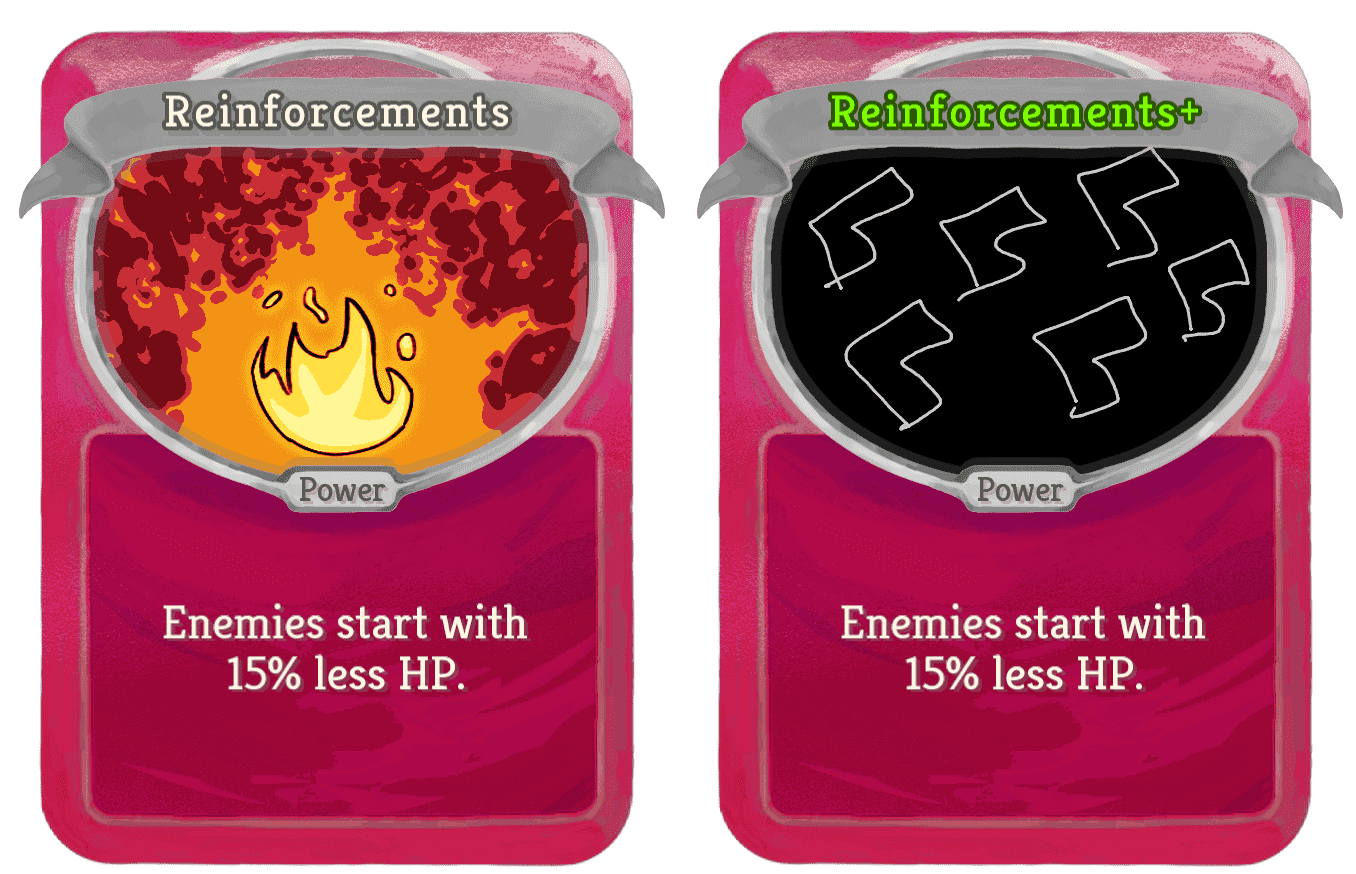 Reinforcements
Power
Enemies start with
15% less HP.
Reinforcements+
Power
Enemies start with
15% less HP.